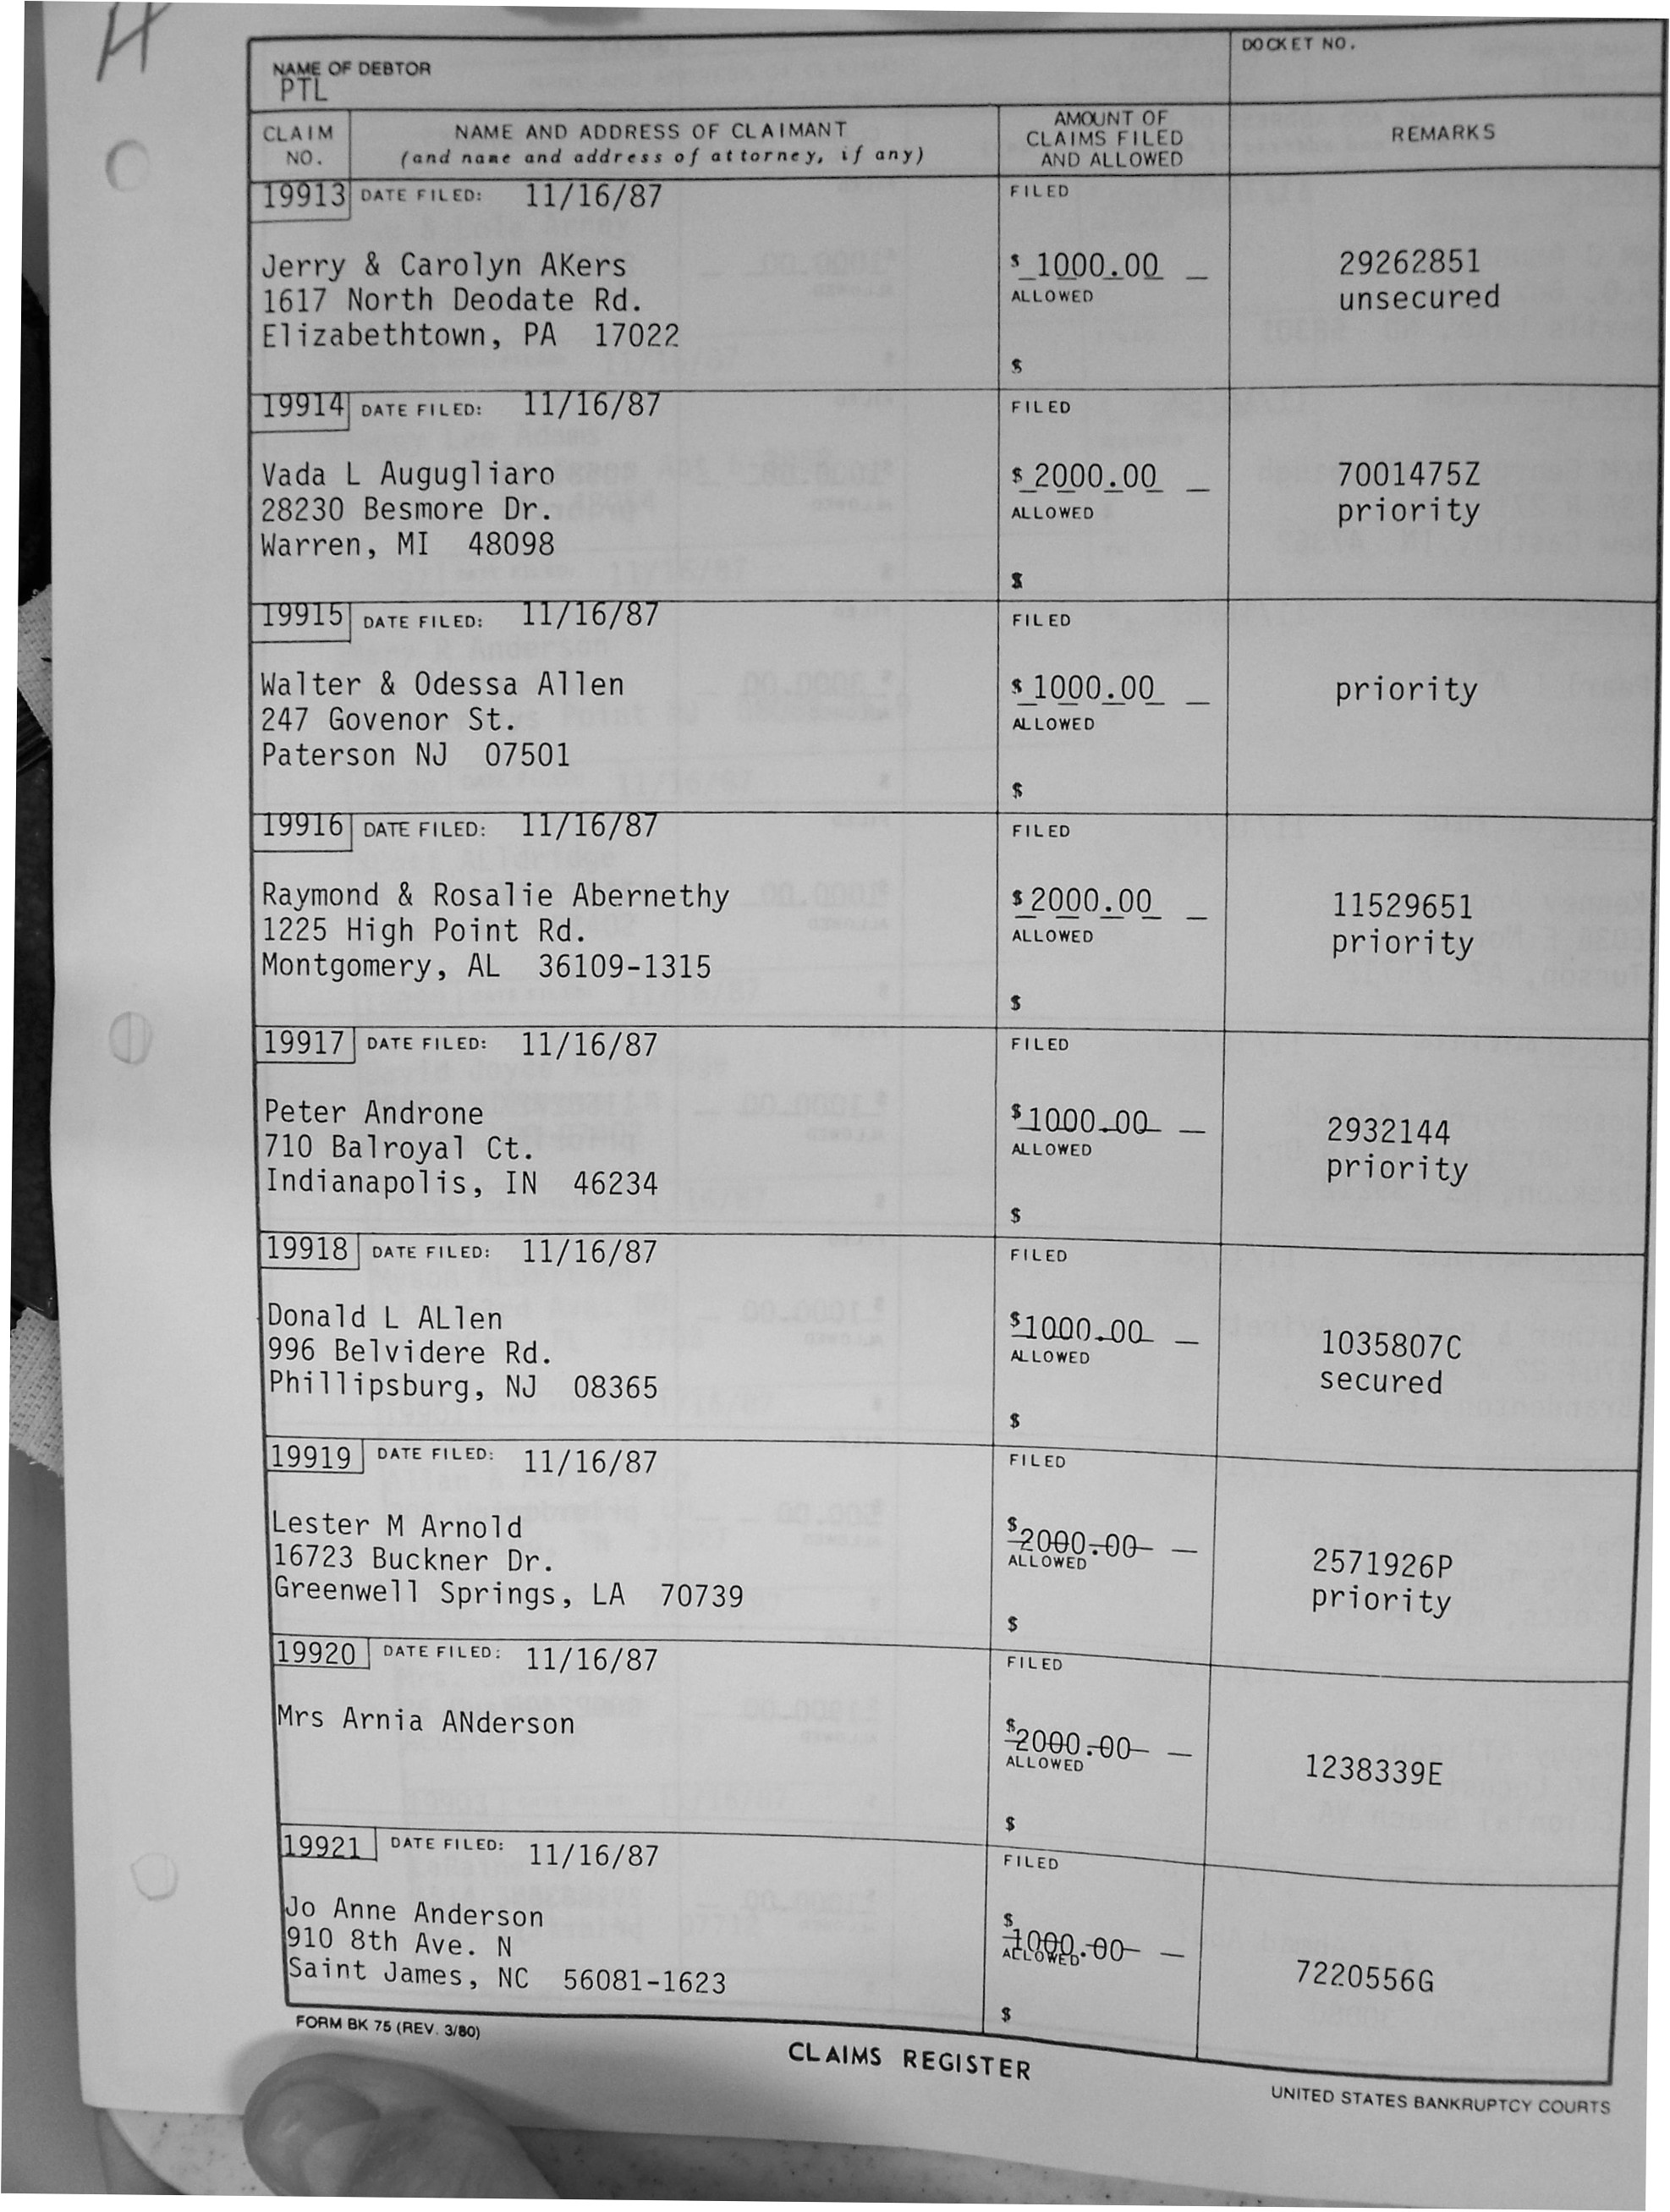 H
NAME OF DEBTOR
PTL
DOCKET NO.
CLAIM NO.
NAME AND ADDRESS OF CLAIMANT
(and name and address of attorney, if any)
AMOUNT OF CLAIMS FILED AND ALLOWED
REMARKS
19913 DATE FILED: 11/16/87 FILED
Jerry & Carolyn AKers $ 1000.00 29262851
1617 North Deodate Rd. ALLOWED unsecured
Elizabethtown, PA 17022
$
19914 DATE FILED: 11/16/87 FILED
Vada L Augugliaro $ 2000.00 7001475Z
28230 Besmore Dr. ALLOWED priority
Warren, MI 48098
$
19915 DATE FILED: 11/16/87 FILED
Walter & Odessa Allen $ 1000.00 priority
247 Govenor St. ALLOWED
Paterson NJ 07501
$
19916 DATE FILED: 11/16/87 FILED
Raymond & Rosalie Abernethy $ 2000.00 11529651
1225 High Point Rd. ALLOWED priority
Montgomery, AL 36109-1315
$
19917 DATE FILED: 11/16/87 FILED
Peter Androne $ 1000.00 2932144
710 Balroyal Ct. ALLOWED priority
Indianapolis, IN 46234
$
19918 DATE FILED: 11/16/87 FILED
Donald L ALlen $ 1000.00 1035807C
996 Belvidere Rd. ALLOWED secured
Phillipsburg, NJ 08365
$
19919 DATE FILED: 11/16/87 FILED
Lester M Arnold $ 2000.00 2571926P
16723 Buckner Dr. ALLOWED priority
Greenwell Springs, LA 70739
$
19920 DATE FILED: 11/16/87 FILED
Mrs Arnia ANderson $ 2000.00 1238339E
ALLOWED
$
19921 DATE FILED: 11/16/87 FILED
Jo Anne Anderson $ 1000.00 7220556G
910 8th Ave. N ALLOWED
Saint James, NC 56081-1623
$
FORM BK 75 (REV. 3/80)
CLAIMS REGISTER
UNITED STATES BANKRUPTCY COURTS